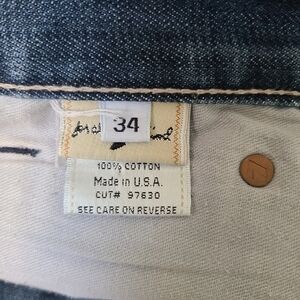 34
100% COTTON
Made in U.S.A.
CUT# 97630
SEE CARE ON REVERSE